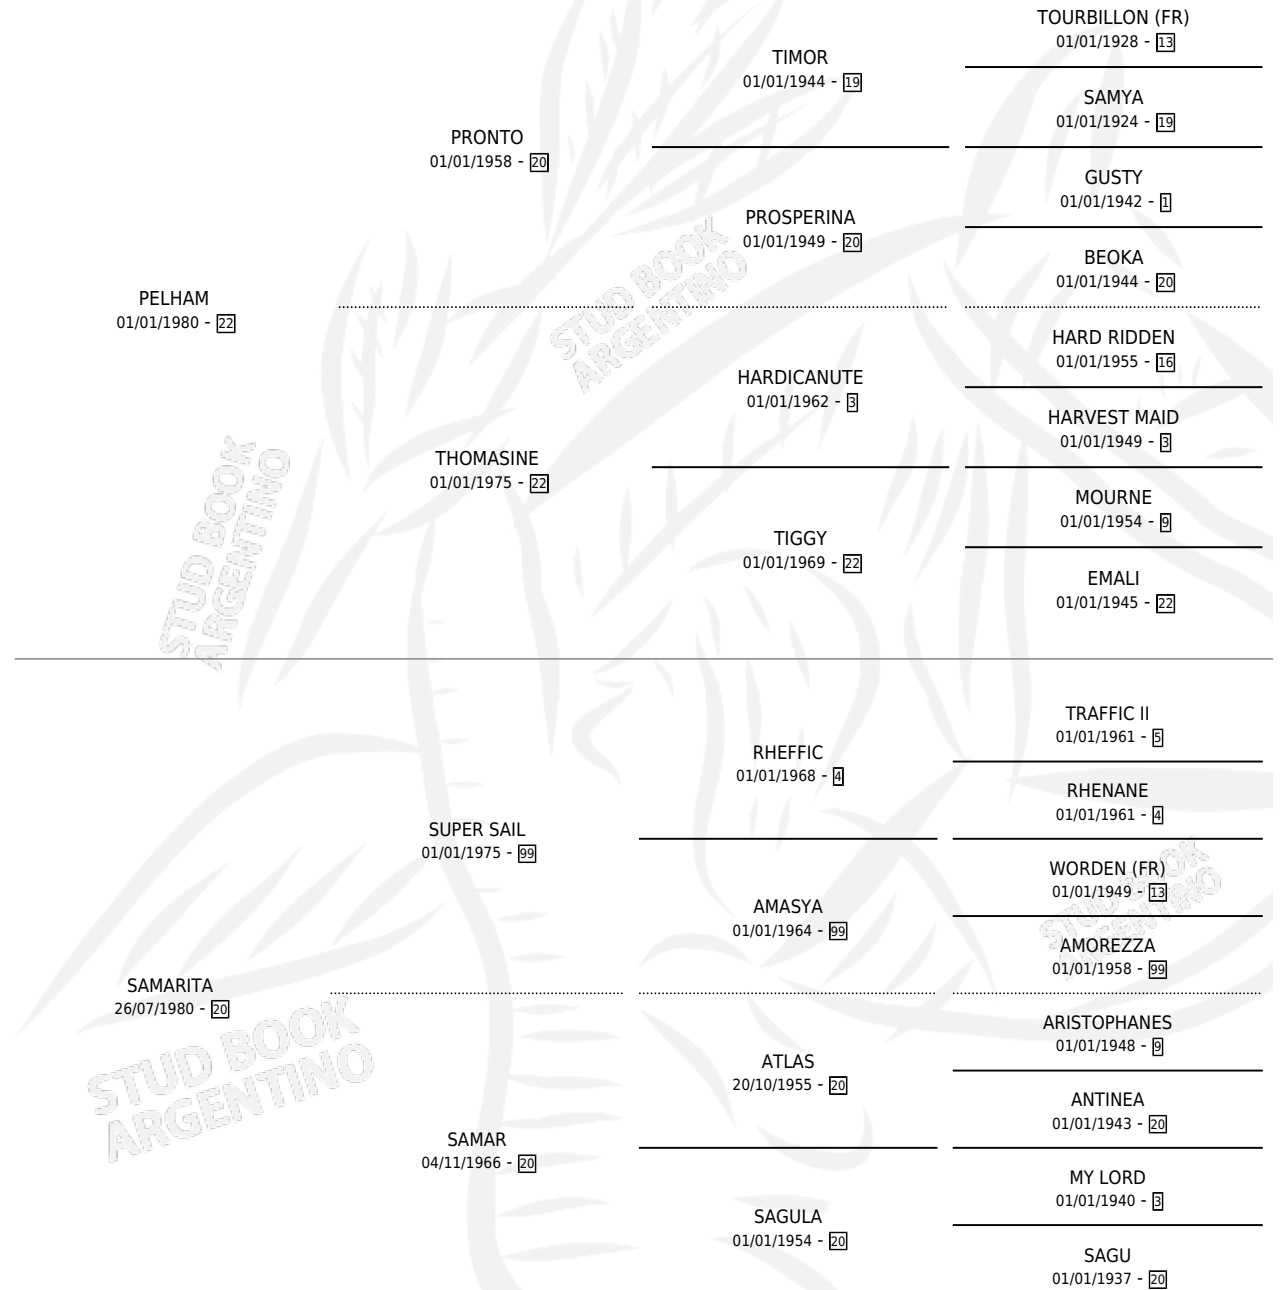 TOURBILLON (FR)
01/01/1928 - 13
TIMOR
01/01/1944 - 19
SAMYA
01/01/1924 - 19
PRONTO
01/01/1958 - 20
GUSTY
01/01/1942 - 1
PROSPERINA
01/01/1949 - 20
BEOKA
01/01/1944 - 20
PELHAM
01/01/1980 - 22
HARD RIDDEN
01/01/1955 - 16
HARDICANUTE
01/01/1962 - 3
HARVEST MAID
01/01/1949 - 3
THOMASINE
01/01/1975 - 22
MOURNE
01/01/1954 - 9
TIGGY
01/01/1969 - 22
EMALI
01/01/1945 - 22
STUD BOOK
ARGENTINO
STUD BOOK
ARGENTINO
TRAFFIC II
01/01/1961 - 5
RHEFFIC
01/01/1968 - 4
RHENANE
01/01/1961 - 4
SUPER SAIL
01/01/1975 - 99
WORDEN (FR)
01/01/1949 - 13
AMASYA
01/01/1964 - 99
AMOREZZA
01/01/1958 - 99
SAMARITA
26/07/1980 - 20
ARISTOPHANES
01/01/1948 - 9
ATLAS
20/10/1955 - 20
ANTINEA
01/01/1943 - 20
SAMAR
04/11/1966 - 20
MY LORD
01/01/1940 - 3
SAGULA
01/01/1954 - 20
SAGU
01/01/1937 - 20
STUD BOOK
ARGENTINO
STUD BOOK
ARGENTINO